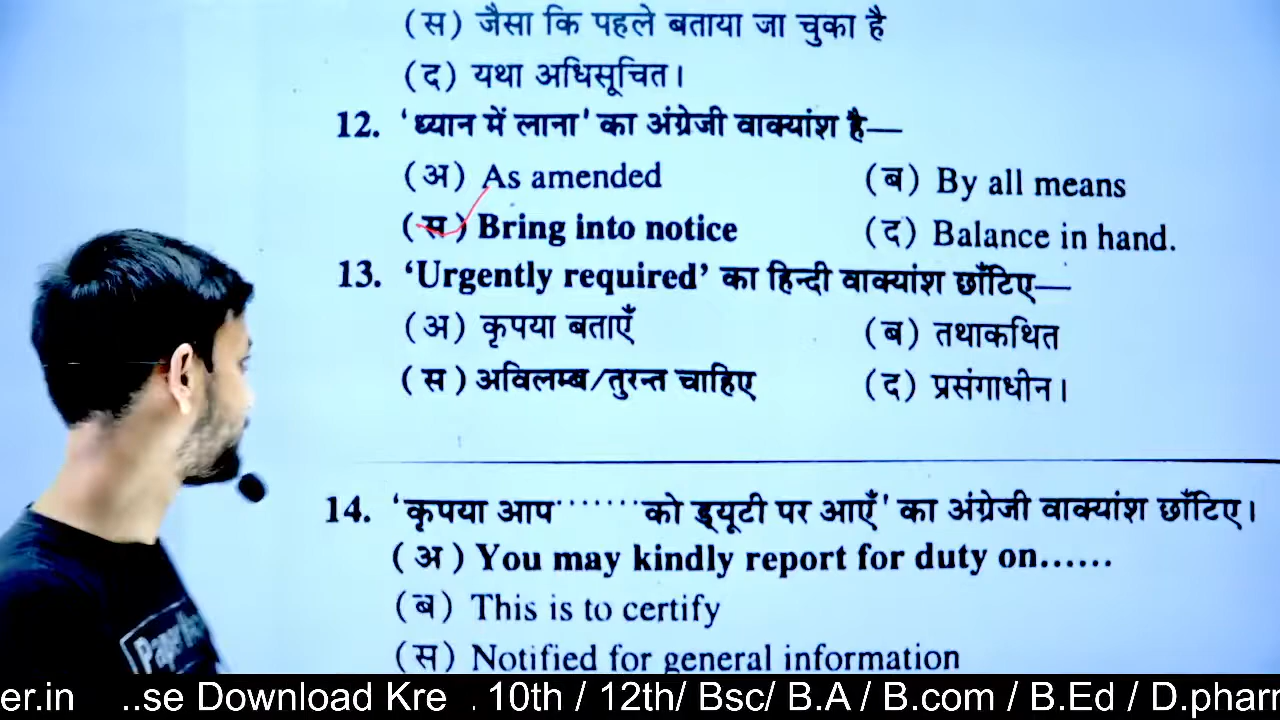 (स) जैसा कि पहले बताया जा चुका है
(द) यथा अधिसूचित।
12. 'ध्यान में लाना' का अंग्रेजी वाक्यांश है—
(अ) As amended (ब) By all means
(स) Bring into notice (द) Balance in hand.
13. 'Urgently required' का हिन्दी वाक्यांश छाँटिए—
(अ) कृपया बताएँ (ब) तथाकथित
(स) अविलम्ब/तुरन्त चाहिए (द) प्रसंगाधीन।
14. 'कृपया आप.......को ड्यूटी पर आएँ' का अंग्रेजी वाक्यांश छाँटिए।
(अ) You may kindly report for duty on......
(ब) This is to certify
(स) Notified for general information
er.in ..se Download Kre . 10th / 12th/ Bsc/ B.A / B.com / B.Ed / D.pharr